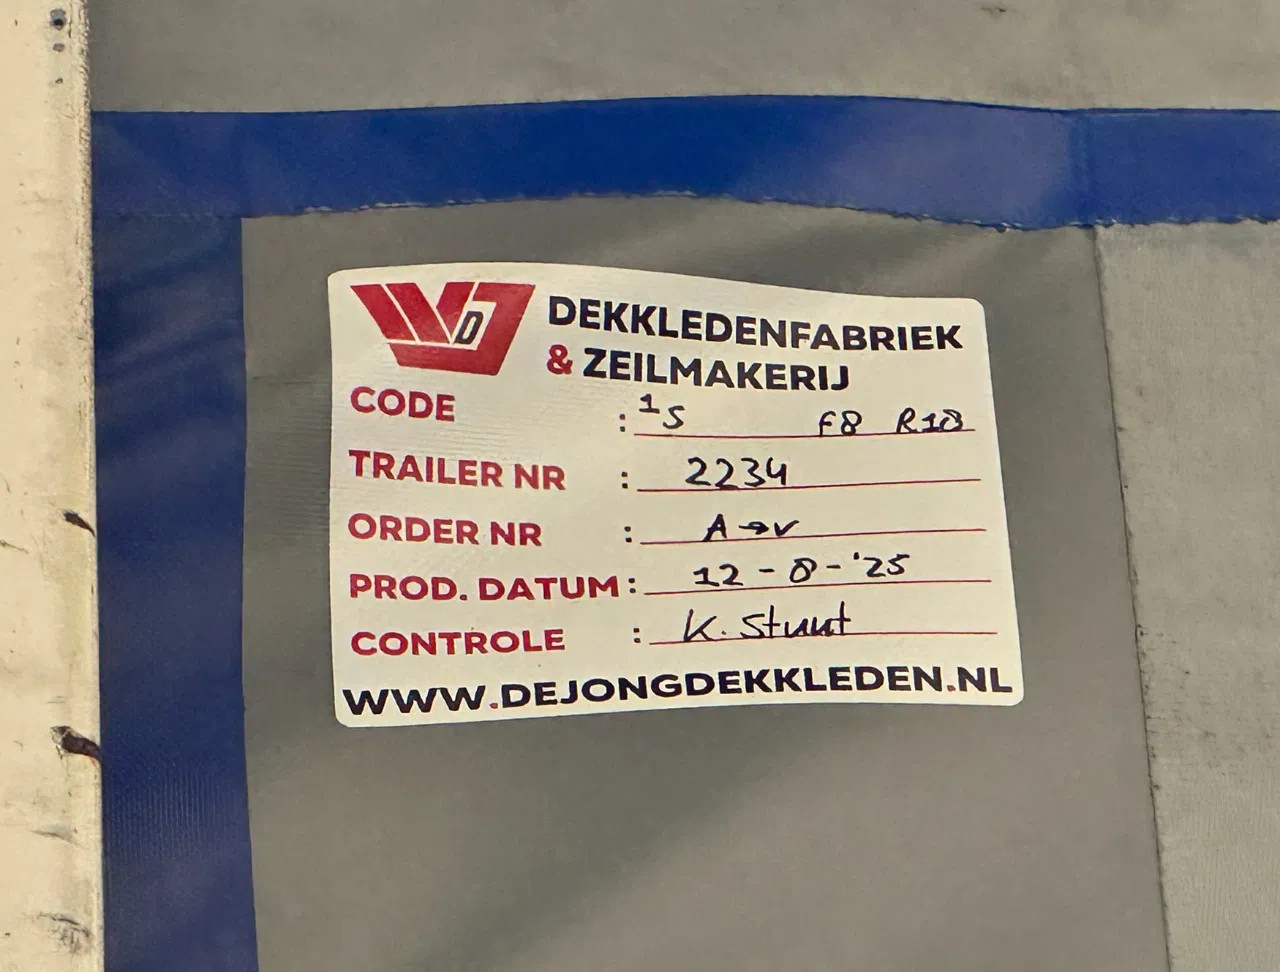 WDJ DEKKLEDENFABRIEK
& ZEILMAKERIJ
CODE : 1S F8 R18
TRAILER NR : 2234
ORDER NR : A→V
PROD. DATUM : 12-8-'25
CONTROLE : K. Stuut
WWW.DEJONGDEKKLEDEN.NL